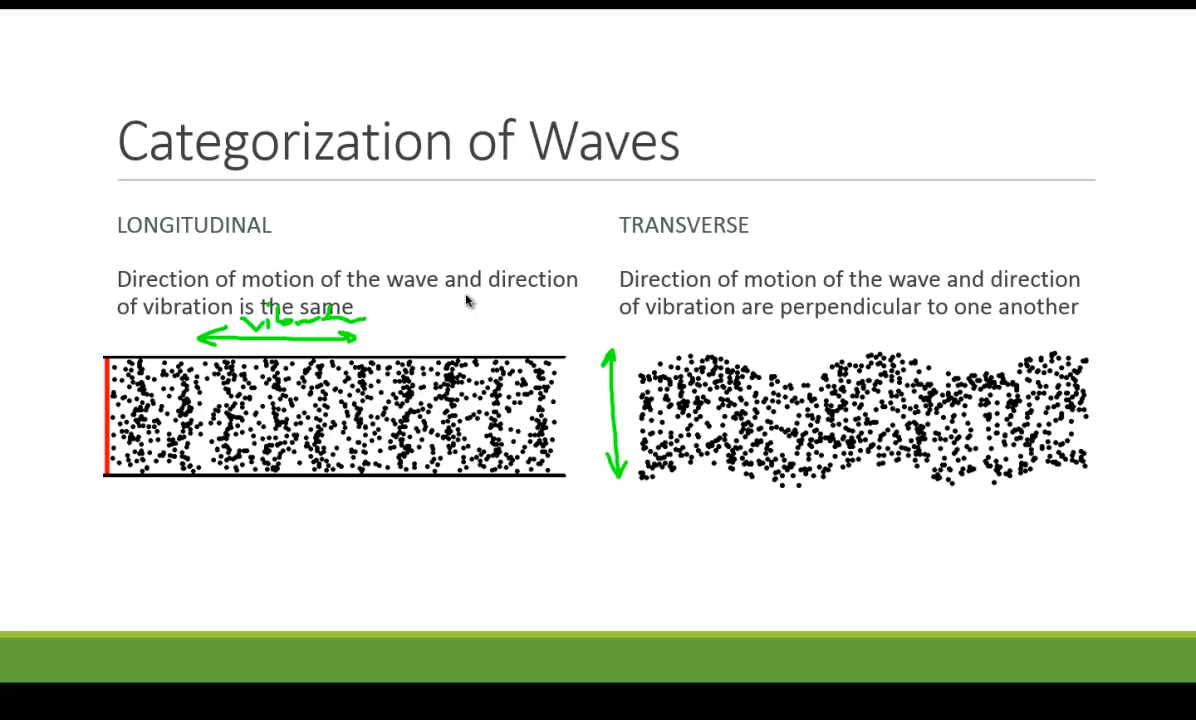 Categorization of Waves
LONGITUDINAL
Direction of motion of the wave and direction
of vibration is the same
TRANSVERSE
Direction of motion of the wave and direction
of vibration are perpendicular to one another